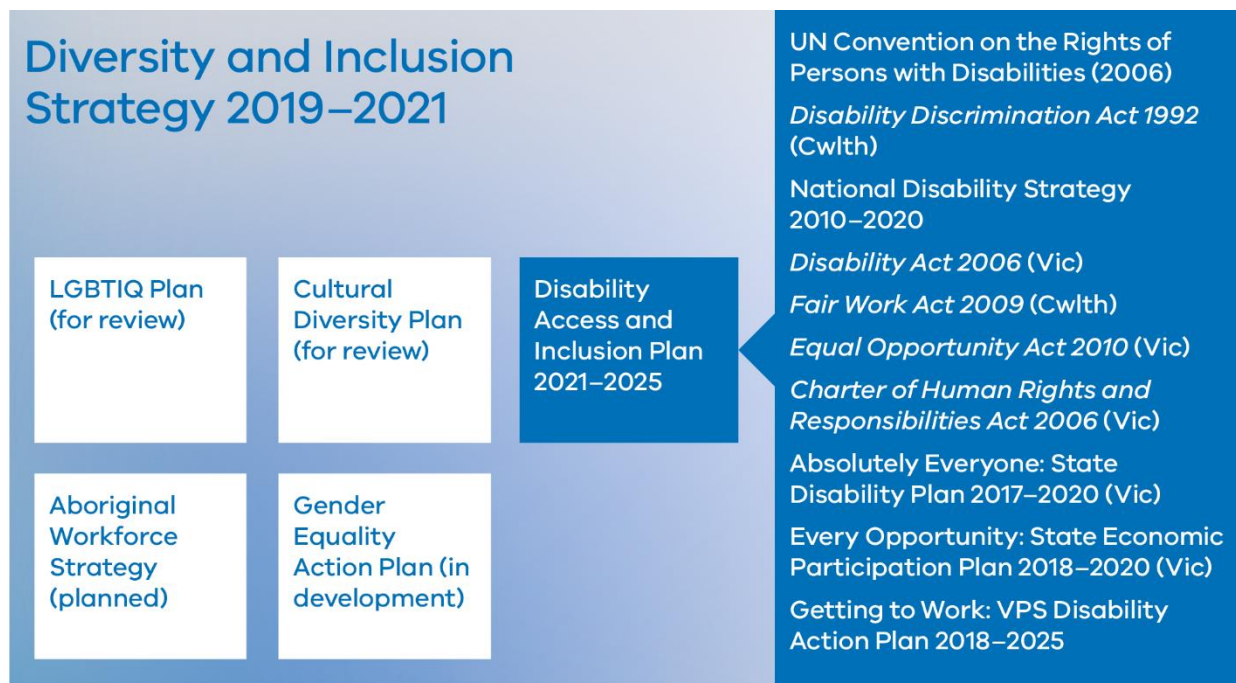 Diversity and Inclusion
Strategy 2019–2021
LGBTIQ Plan
(for review)
Cultural
Diversity Plan
(for review)
Disability
Access and
Inclusion Plan
2021–2025
Aboriginal
Workforce
Strategy
(planned)
Gender
Equality
Action Plan (in
development)
UN Convention on the Rights of
Persons with Disabilities (2006)
Disability Discrimination Act 1992
(Cwlth)
National Disability Strategy
2010–2020
Disability Act 2006 (Vic)
Fair Work Act 2009 (Cwlth)
Equal Opportunity Act 2010 (Vic)
Charter of Human Rights and
Responsibilities Act 2006 (Vic)
Absolutely Everyone: State
Disability Plan 2017–2020 (Vic)
Every Opportunity: State Economic
Participation Plan 2018–2020 (Vic)
Getting to Work: VPS Disability
Action Plan 2018–2025